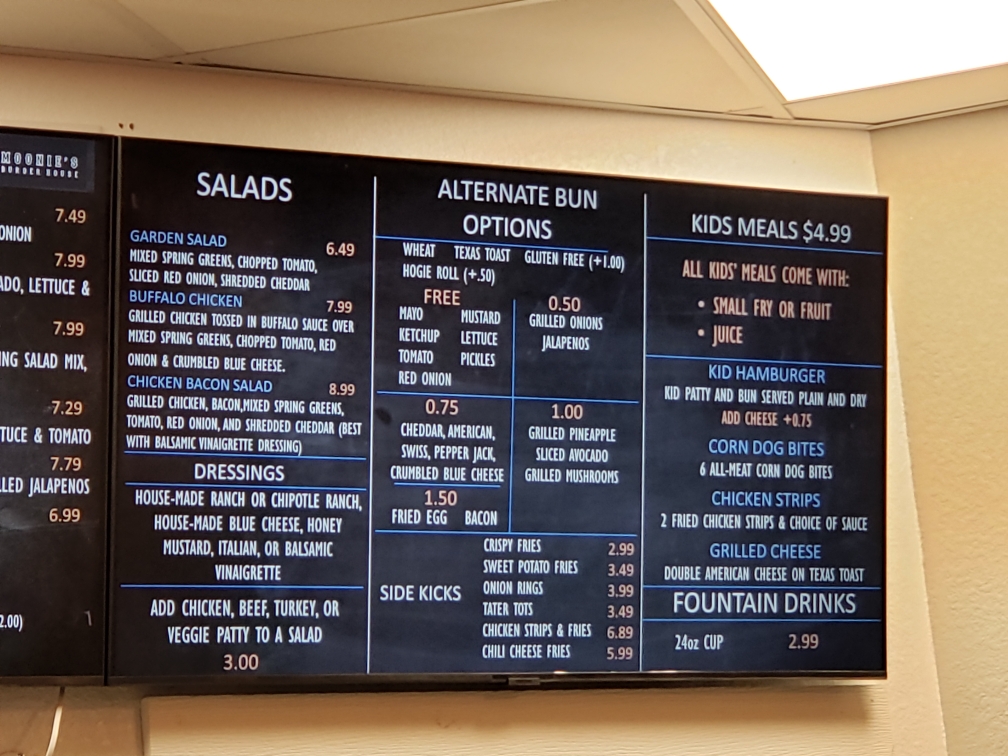 MOONIE'S
BURGER HOUSE
7.49
ONION
7.99
ADO, LETTUCE &
7.99
NG SALAD MIX,
7.29
TUCE & TOMATO
7.79
LED JALAPENOS
6.99
2.00)
SALADS
GARDEN SALAD 6.49
MIXED SPRING GREENS, CHOPPED TOMATO,
SLICED RED ONION, SHREDDED CHEDDAR
BUFFALO CHICKEN 7.99
GRILLED CHICKEN TOSSED IN BUFFALO SAUCE OVER
MIXED SPRING GREENS, CHOPPED TOMATO, RED
ONION & CRUMBLED BLUE CHEESE.
CHICKEN BACON SALAD 8.99
GRILLED CHICKEN, BACON,MIXED SPRING GREENS,
TOMATO, RED ONION, AND SHREDDED CHEDDAR (BEST
WITH BALSAMIC VINAIGRETTE DRESSING)
DRESSINGS
HOUSE-MADE RANCH OR CHIPOTLE RANCH,
HOUSE-MADE BLUE CHEESE, HONEY
MUSTARD, ITALIAN, OR BALSAMIC
VINAIGRETTE
ADD CHICKEN, BEEF, TURKEY, OR
VEGGIE PATTY TO A SALAD
3.00
ALTERNATE BUN
OPTIONS
WHEAT TEXAS TOAST GLUTEN FREE (+1.00)
HOGIE ROLL (+.50)
FREE
MAYO MUSTARD
KETCHUP LETTUCE
TOMATO PICKLES
RED ONION
0.50
GRILLED ONIONS
JALAPENOS
0.75
CHEDDAR, AMERICAN,
SWISS, PEPPER JACK,
CRUMBLED BLUE CHEESE
1.50
FRIED EGG BACON
1.00
GRILLED PINEAPPLE
SLICED AVOCADO
GRILLED MUSHROOMS
SIDE KICKS
CRISPY FRIES 2.99
SWEET POTATO FRIES 3.49
ONION RINGS 3.99
TATER TOTS 3.49
CHICKEN STRIPS & FRIES 6.89
CHILI CHEESE FRIES 5.99
KIDS MEALS $4.99
ALL KIDS' MEALS COME WITH:
• SMALL FRY OR FRUIT
• JUICE
KID HAMBURGER
KID PATTY AND BUN SERVED PLAIN AND DRY
ADD CHEESE +0.75
CORN DOG BITES
6 ALL-MEAT CORN DOG BITES
CHICKEN STRIPS
2 FRIED CHICKEN STRIPS & CHOICE OF SAUCE
GRILLED CHEESE
DOUBLE AMERICAN CHEESE ON TEXAS TOAST
FOUNTAIN DRINKS
24oz CUP 2.99